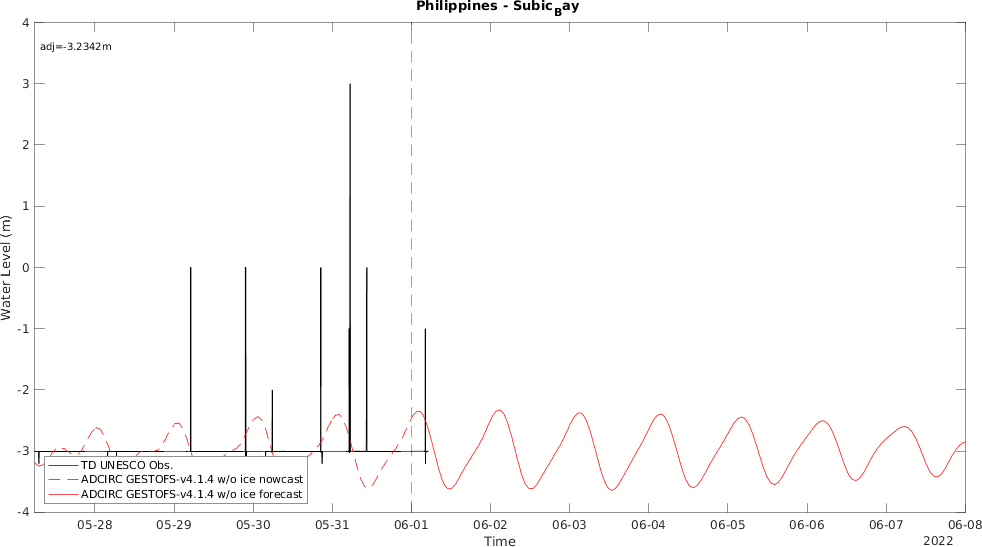 Philippines - SubicBay
adj=-3.2342m
4
3
2
1
0
-1
-2
-3
-4
Water Level (m)
TD UNESCO Obs.
ADCIRC GESTOFS-v4.1.4 w/o ice nowcast
ADCIRC GESTOFS-v4.1.4 w/o ice forecast
05-28 05-29 05-30 05-31 06-01 06-02 06-03 06-04 06-05 06-06 06-07 06-08
Time
2022